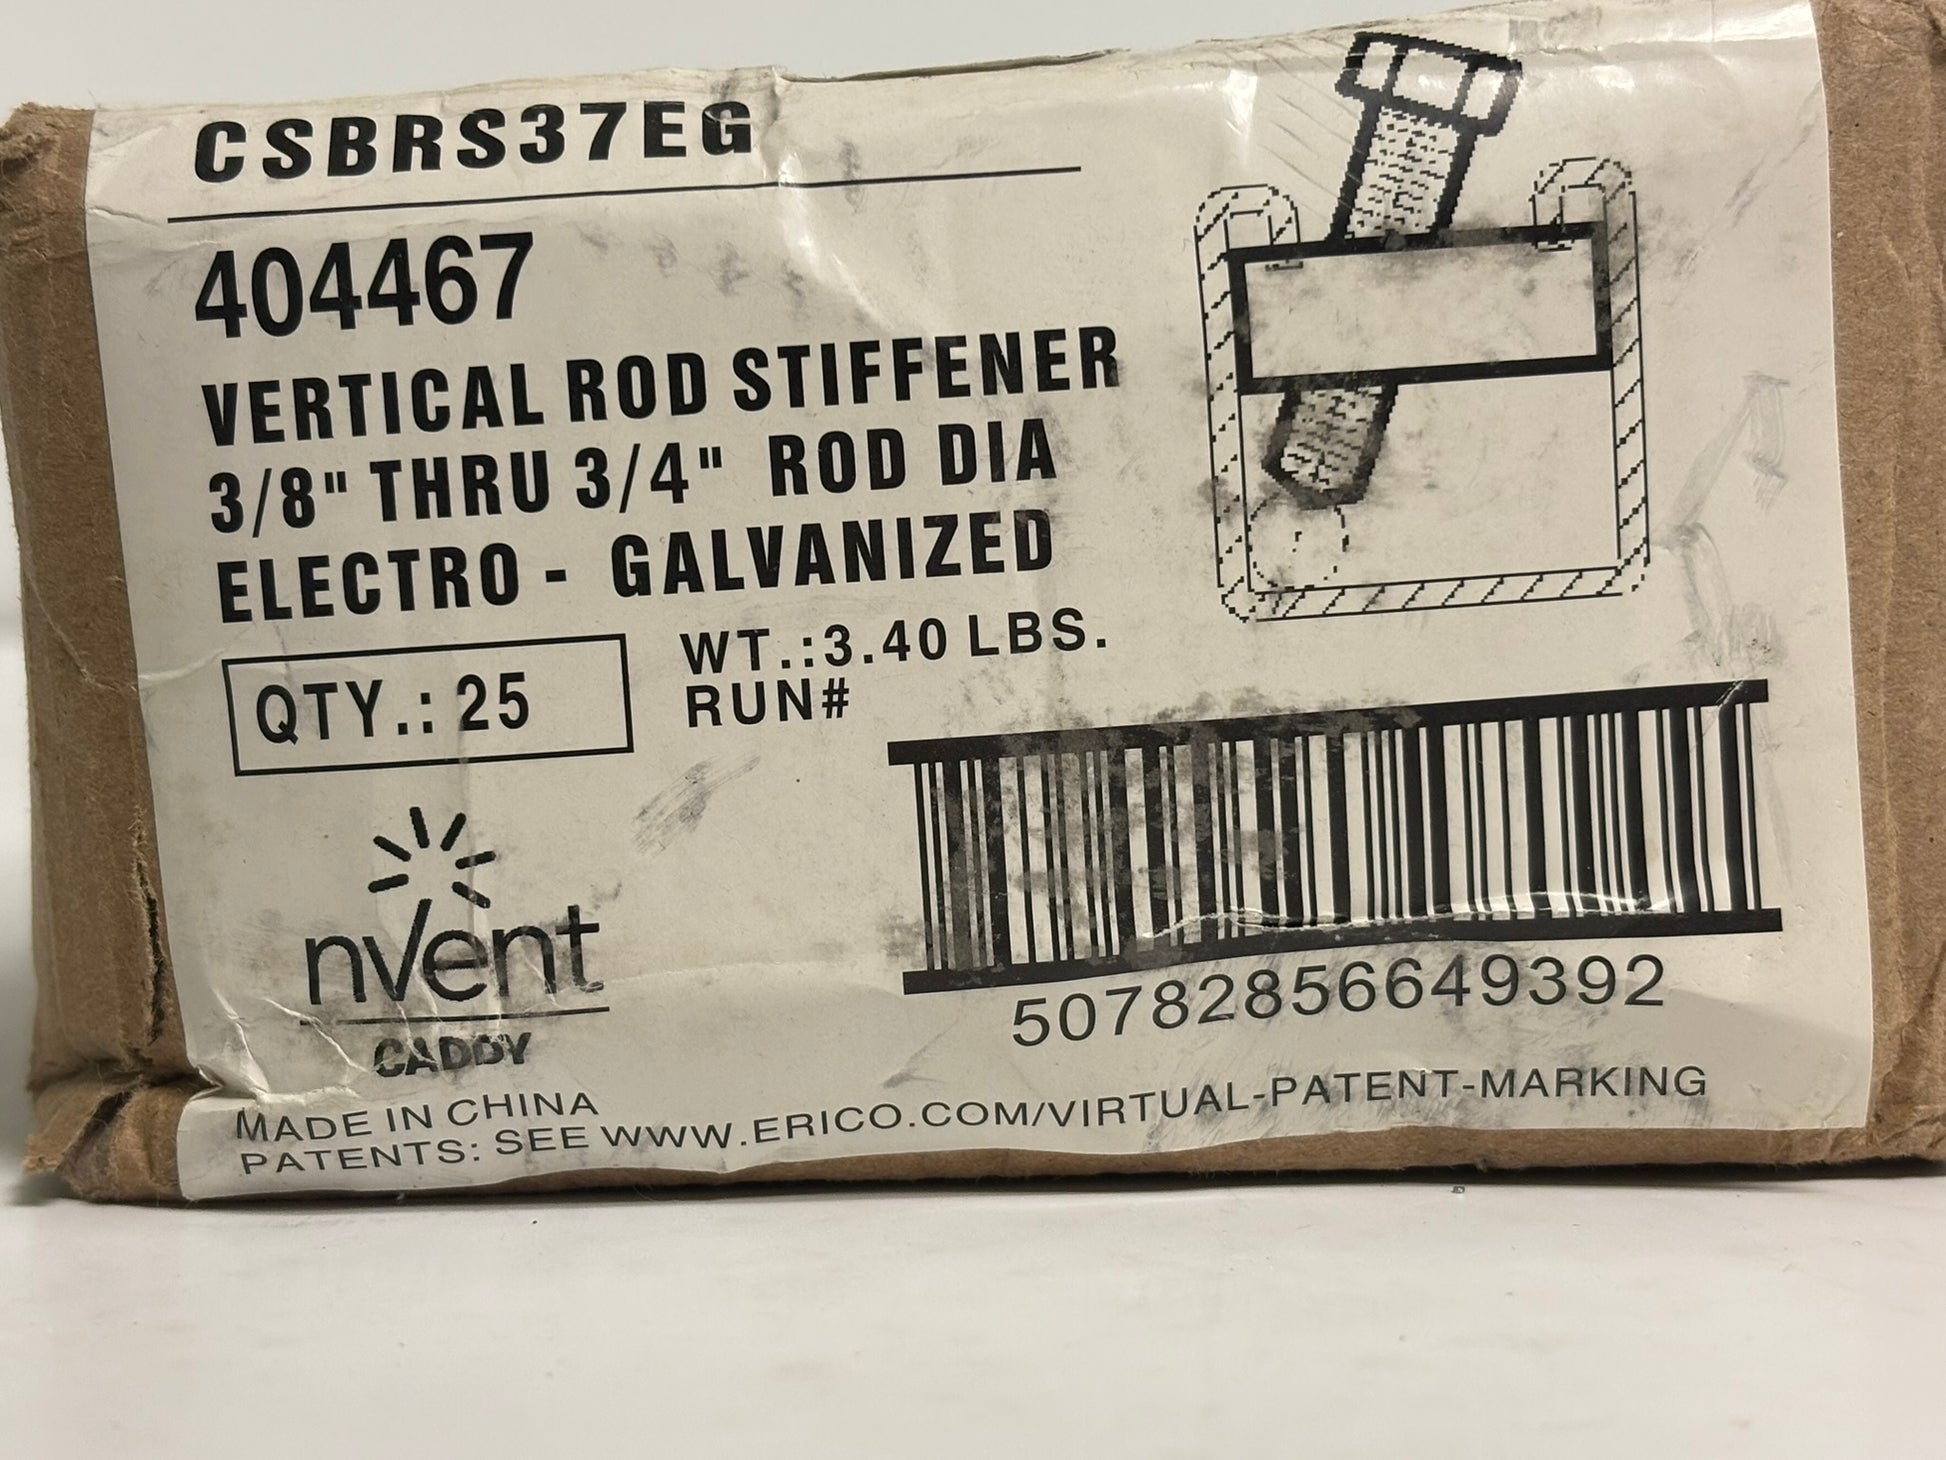 CSBRS37EG
404467
VERTICAL ROD STIFFENER
3/8" THRU 3/4" ROD DIA
ELECTRO - GALVANIZED
QTY.: 25
WT.:3.40 LBS.
RUN#
nVent
CADDY
50782856649392
MADE IN CHINA
PATENTS: SEE WWW.ERICO.COM/VIRTUAL-PATENT-MARKING